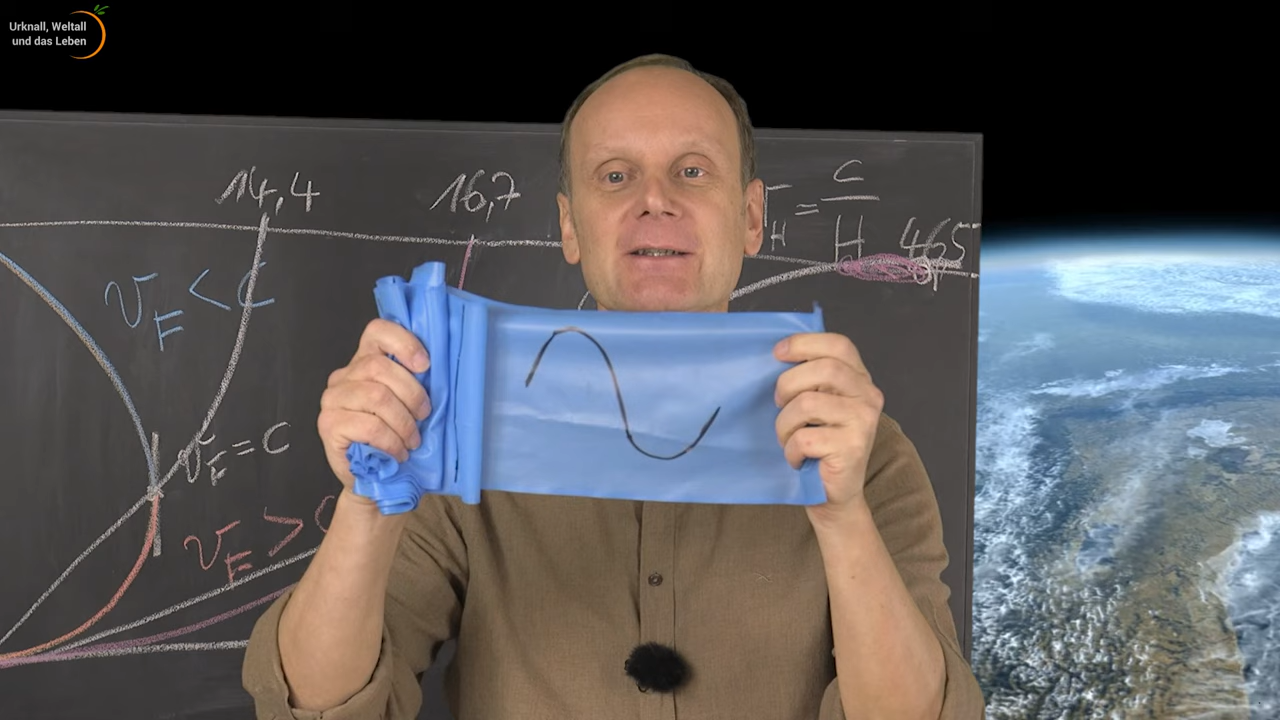 Urknall, Weltall
und das Leben
14,4
16,7
r_H = c/H
465
v_F < c
v_F = c
v_F >